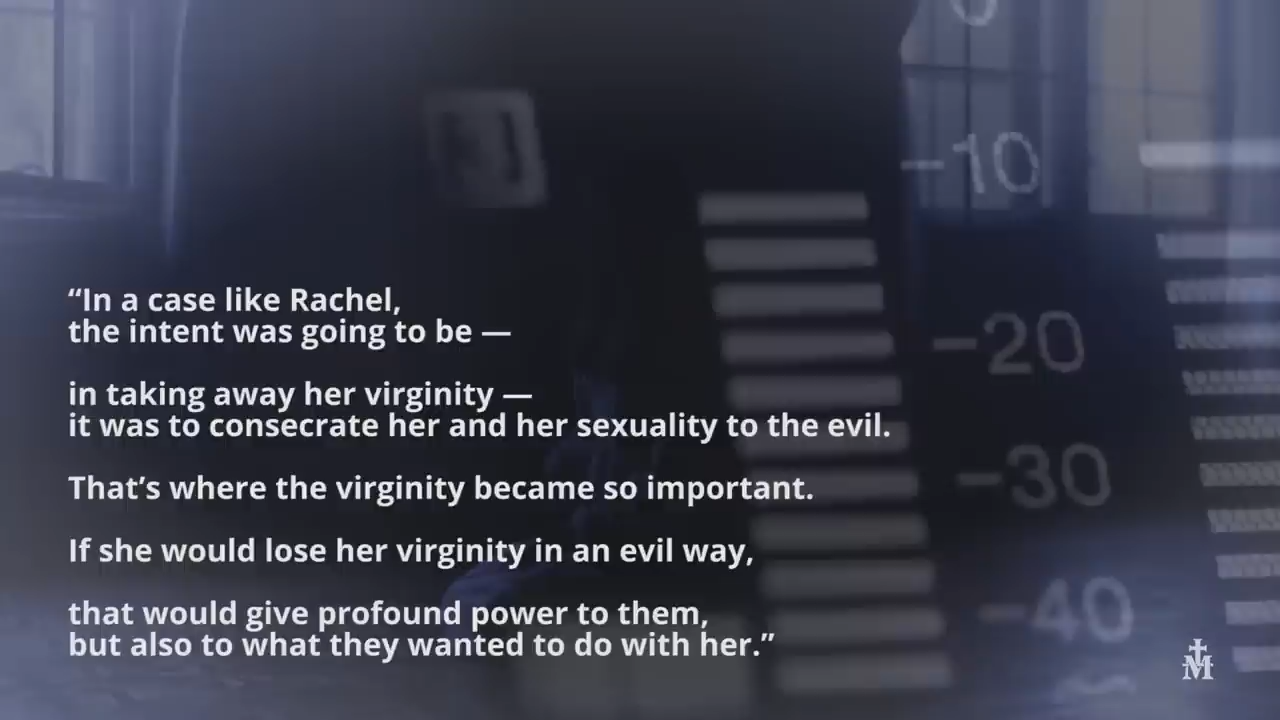 “In a case like Rachel,
the intent was going to be —
in taking away her virginity —
it was to consecrate her and her sexuality to the evil.
That’s where the virginity became so important.
If she would lose her virginity in an evil way,
that would give profound power to them,
but also to what they wanted to do with her.”
0
-10
-20
-30
-40
M